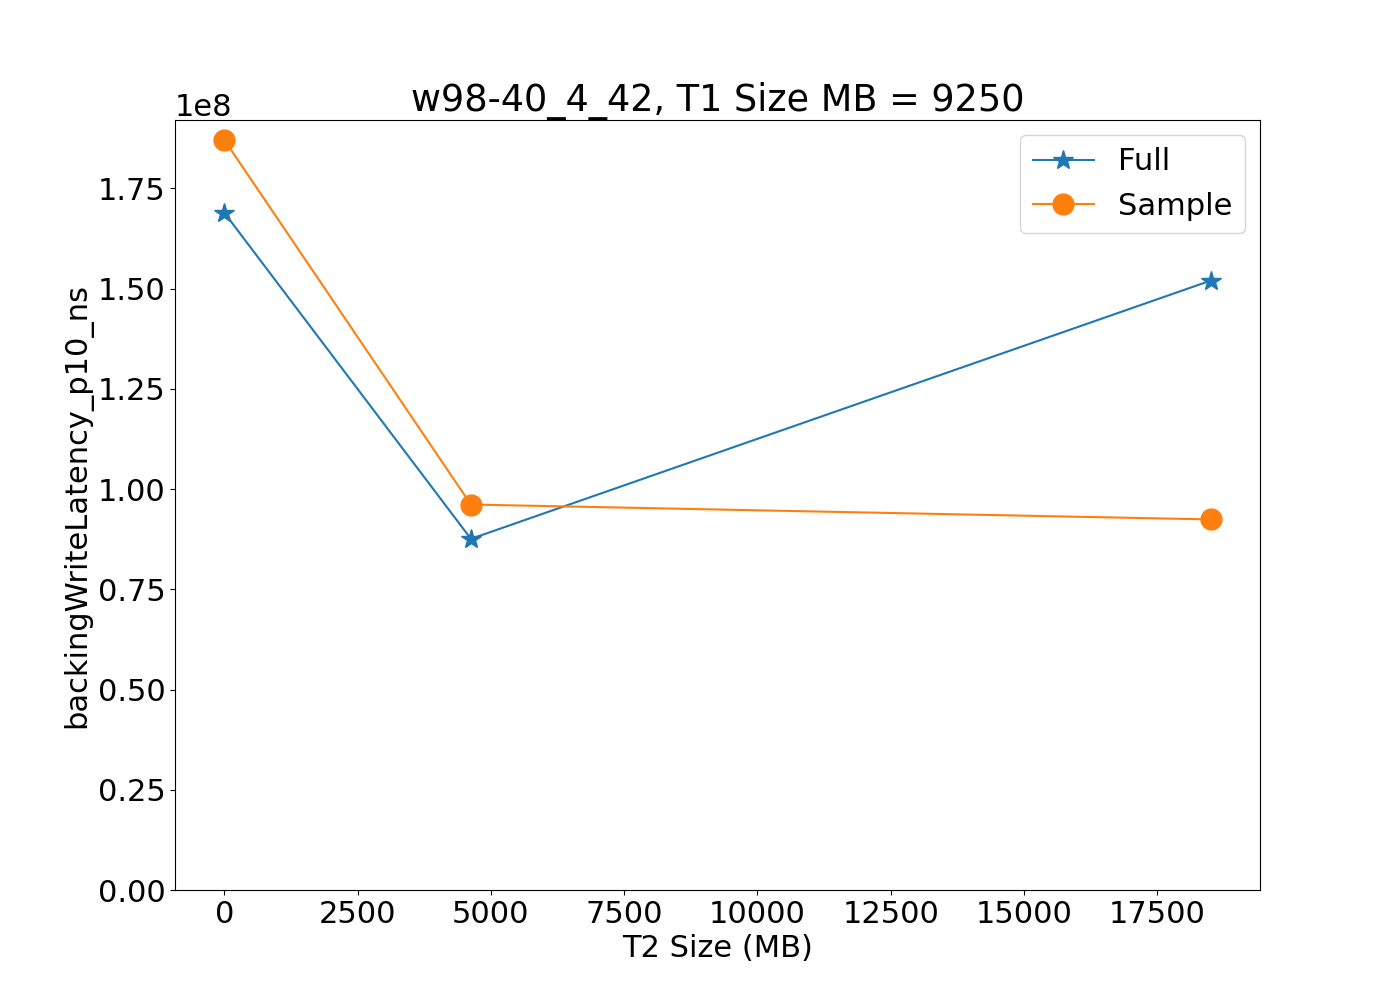 w98-40_4_42, T1 Size MB = 9250
1e8
Full
Sample
1.75
1.50
1.25
1.00
0.75
0.50
0.25
0.00
backingWriteLatency_p10_ns
0 2500 5000 7500 10000 12500 15000 17500
T2 Size (MB)